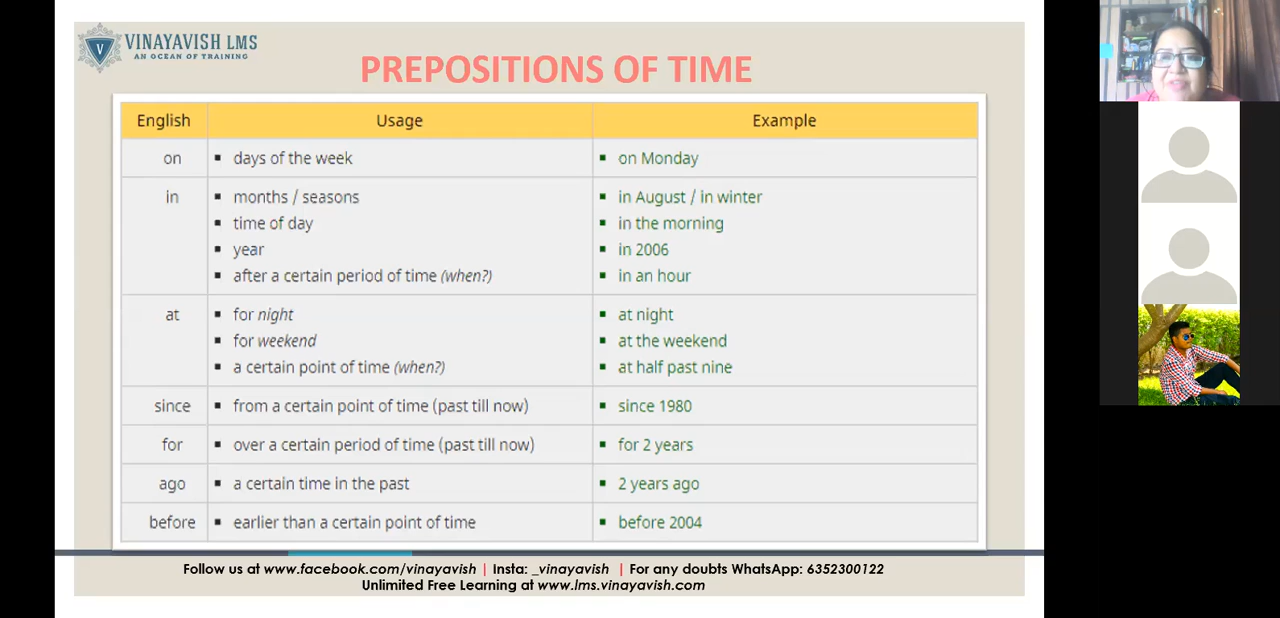 VINAYAVISH LMS
AN OCEAN OF TRAINING
V
PREPOSITIONS OF TIME
English Usage Example
on ▪ days of the week ▪ on Monday
in ▪ months / seasons ▪ in August / in winter
▪ time of day ▪ in the morning
▪ year ▪ in 2006
▪ after a certain period of time (when?) ▪ in an hour
at ▪ for night ▪ at night
▪ for weekend ▪ at the weekend
▪ a certain point of time (when?) ▪ at half past nine
since ▪ from a certain point of time (past till now) ▪ since 1980
for ▪ over a certain period of time (past till now) ▪ for 2 years
ago ▪ a certain time in the past ▪ 2 years ago
before ▪ earlier than a certain point of time ▪ before 2004
Follow us at www.facebook.com/vinayavish | Insta: _vinayavish | For any doubts WhatsApp: 6352300122
Unlimited Free Learning at www.lms.vinayavish.com